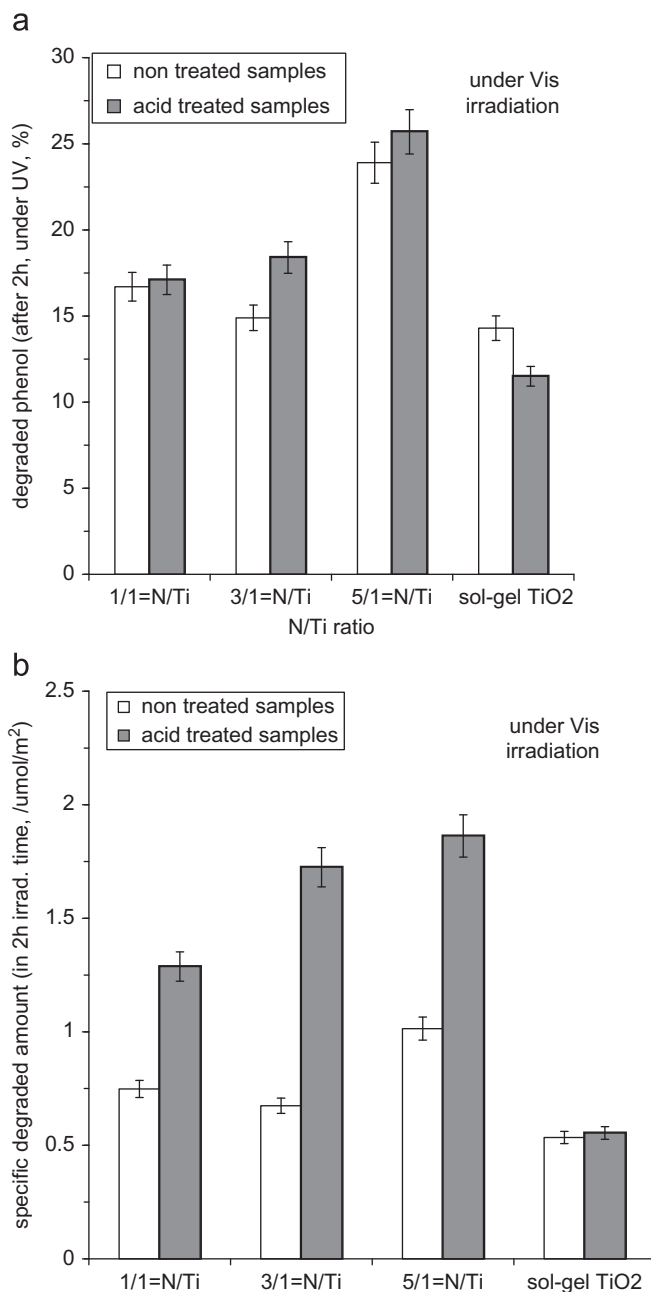 a
30
25
20
15
10
5
0
degraded phenol (after 2h, under UV, %)
non treated samples
acid treated samples
under Vis
irradiation
1/1=N/Ti 3/1=N/Ti 5/1=N/Ti sol-gel TiO2
N/Ti ratio
b
2.5
2
1.5
1
0.5
0
specific degraded amount (in 2h irrad. time, /umol/m²)
non treated samples
acid treated samples
under Vis
irradiation
1/1=N/Ti 3/1=N/Ti 5/1=N/Ti sol-gel TiO2